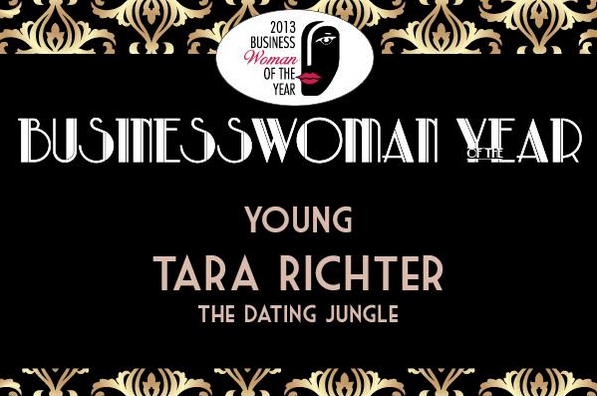 2013
BUSINESS
Woman
OF THE
YEAR
BUSINESSWOMAN OF THE YEAR
YOUNG
TARA RICHTER
THE DATING JUNGLE